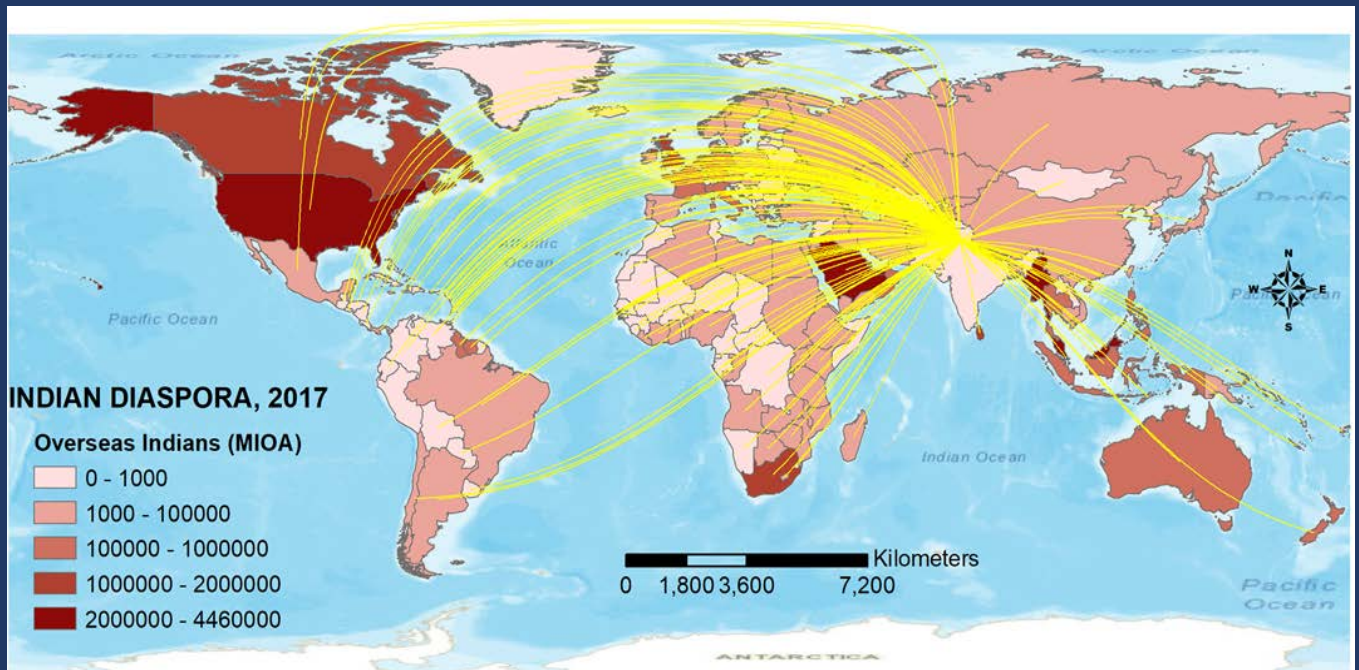 Arctic Ocean
Arctic Ocean
Atlantic
Ocean
Pacific
Pacific Ocean
N
W E
S
Pacific Ocean
INDIAN DIASPORA, 2017
Overseas Indians (MIOA)
0 - 1000
1000 - 100000
100000 - 1000000
1000000 - 2000000
2000000 - 4460000
Indian Ocean
Kilometers
0 1,800 3,600 7,200
Pacific
Ocean
ANTARCTICA